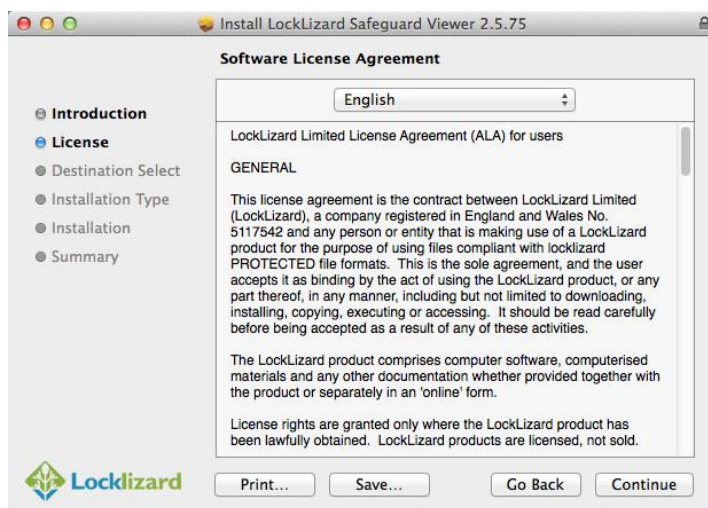 Install LockLizard Safeguard Viewer 2.5.75
Software License Agreement
Introduction
License
Destination Select
Installation Type
Installation
Summary
English
LockLizard Limited License Agreement (ALA) for users
GENERAL
This license agreement is the contract between LockLizard Limited
(LockLizard), a company registered in England and Wales No.
5117542 and any person or entity that is making use of a LockLizard
product for the purpose of using files compliant with locklizard
PROTECTED file formats.  This is the sole agreement, and the user
accepts it as binding by the act of using the LockLizard product, or any
part thereof, in any manner, including but not limited to downloading,
installing, copying, executing or accessing.  It should be read carefully
before being accepted as a result of any of these activities.
The LockLizard product comprises computer software, computerised
materials and any other documentation whether provided together with
the product or separately in an 'online' form.
License rights are granted only where the LockLizard product has
been lawfully obtained.  LockLizard products are licensed, not sold.
Locklizard
Print...
Save...
Go Back
Continue